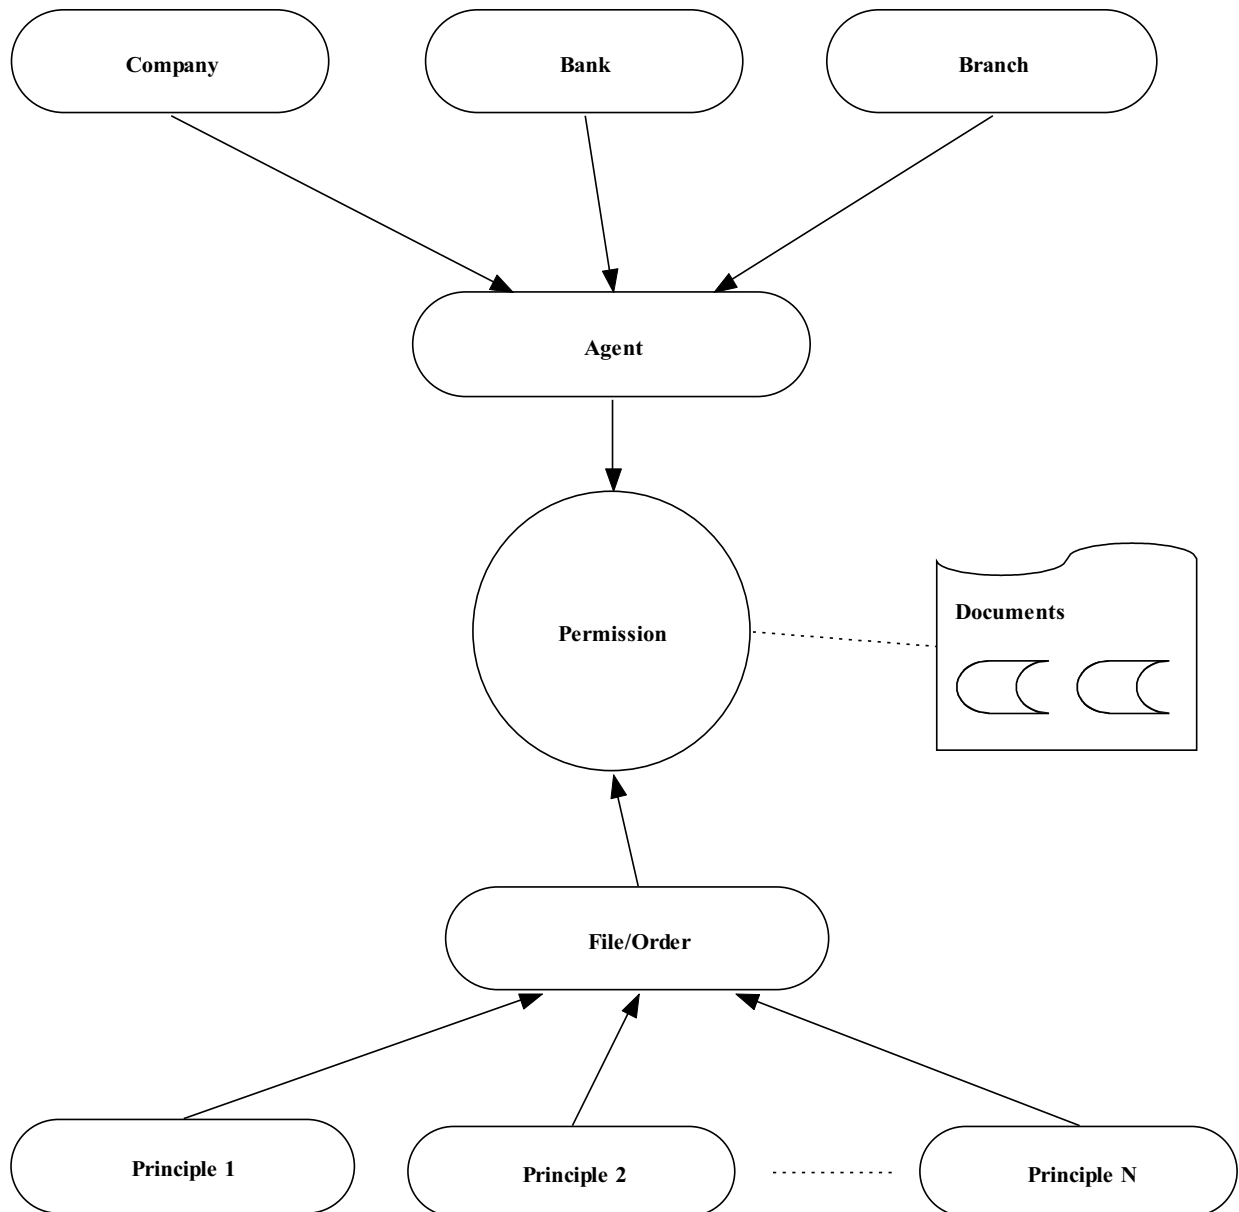 Company
Bank
Branch
Agent
Permission
Documents
File/Order
Principle 1
Principle 2
Principle N